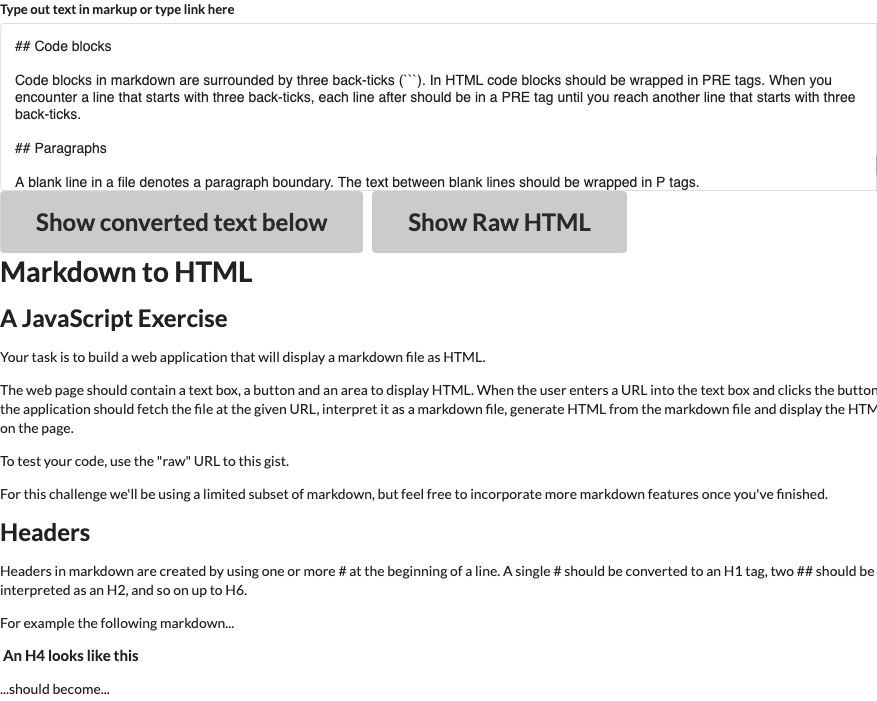 Type out text in markup or type link here
## Code blocks
Code blocks in markdown are surrounded by three back-ticks (```). In HTML code blocks should be wrapped in PRE tags. When you
encounter a line that starts with three back-ticks, each line after should be in a PRE tag until you reach another line that starts with three
back-ticks.
## Paragraphs
A blank line in a file denotes a paragraph boundary. The text between blank lines should be wrapped in P tags.
Show converted text below
Show Raw HTML
Markdown to HTML
A JavaScript Exercise
Your task is to build a web application that will display a markdown file as HTML.
The web page should contain a text box, a button and an area to display HTML. When the user enters a URL into the text box and clicks the button
the application should fetch the file at the given URL, interpret it as a markdown file, generate HTML from the markdown file and display the HTM
on the page.
To test your code, use the "raw" URL to this gist.
For this challenge we'll be using a limited subset of markdown, but feel free to incorporate more markdown features once you've finished.
Headers
Headers in markdown are created by using one or more # at the beginning of a line. A single # should be converted to an H1 tag, two ## should be
interpreted as an H2, and so on up to H6.
For example the following markdown...
An H4 looks like this
...should become...